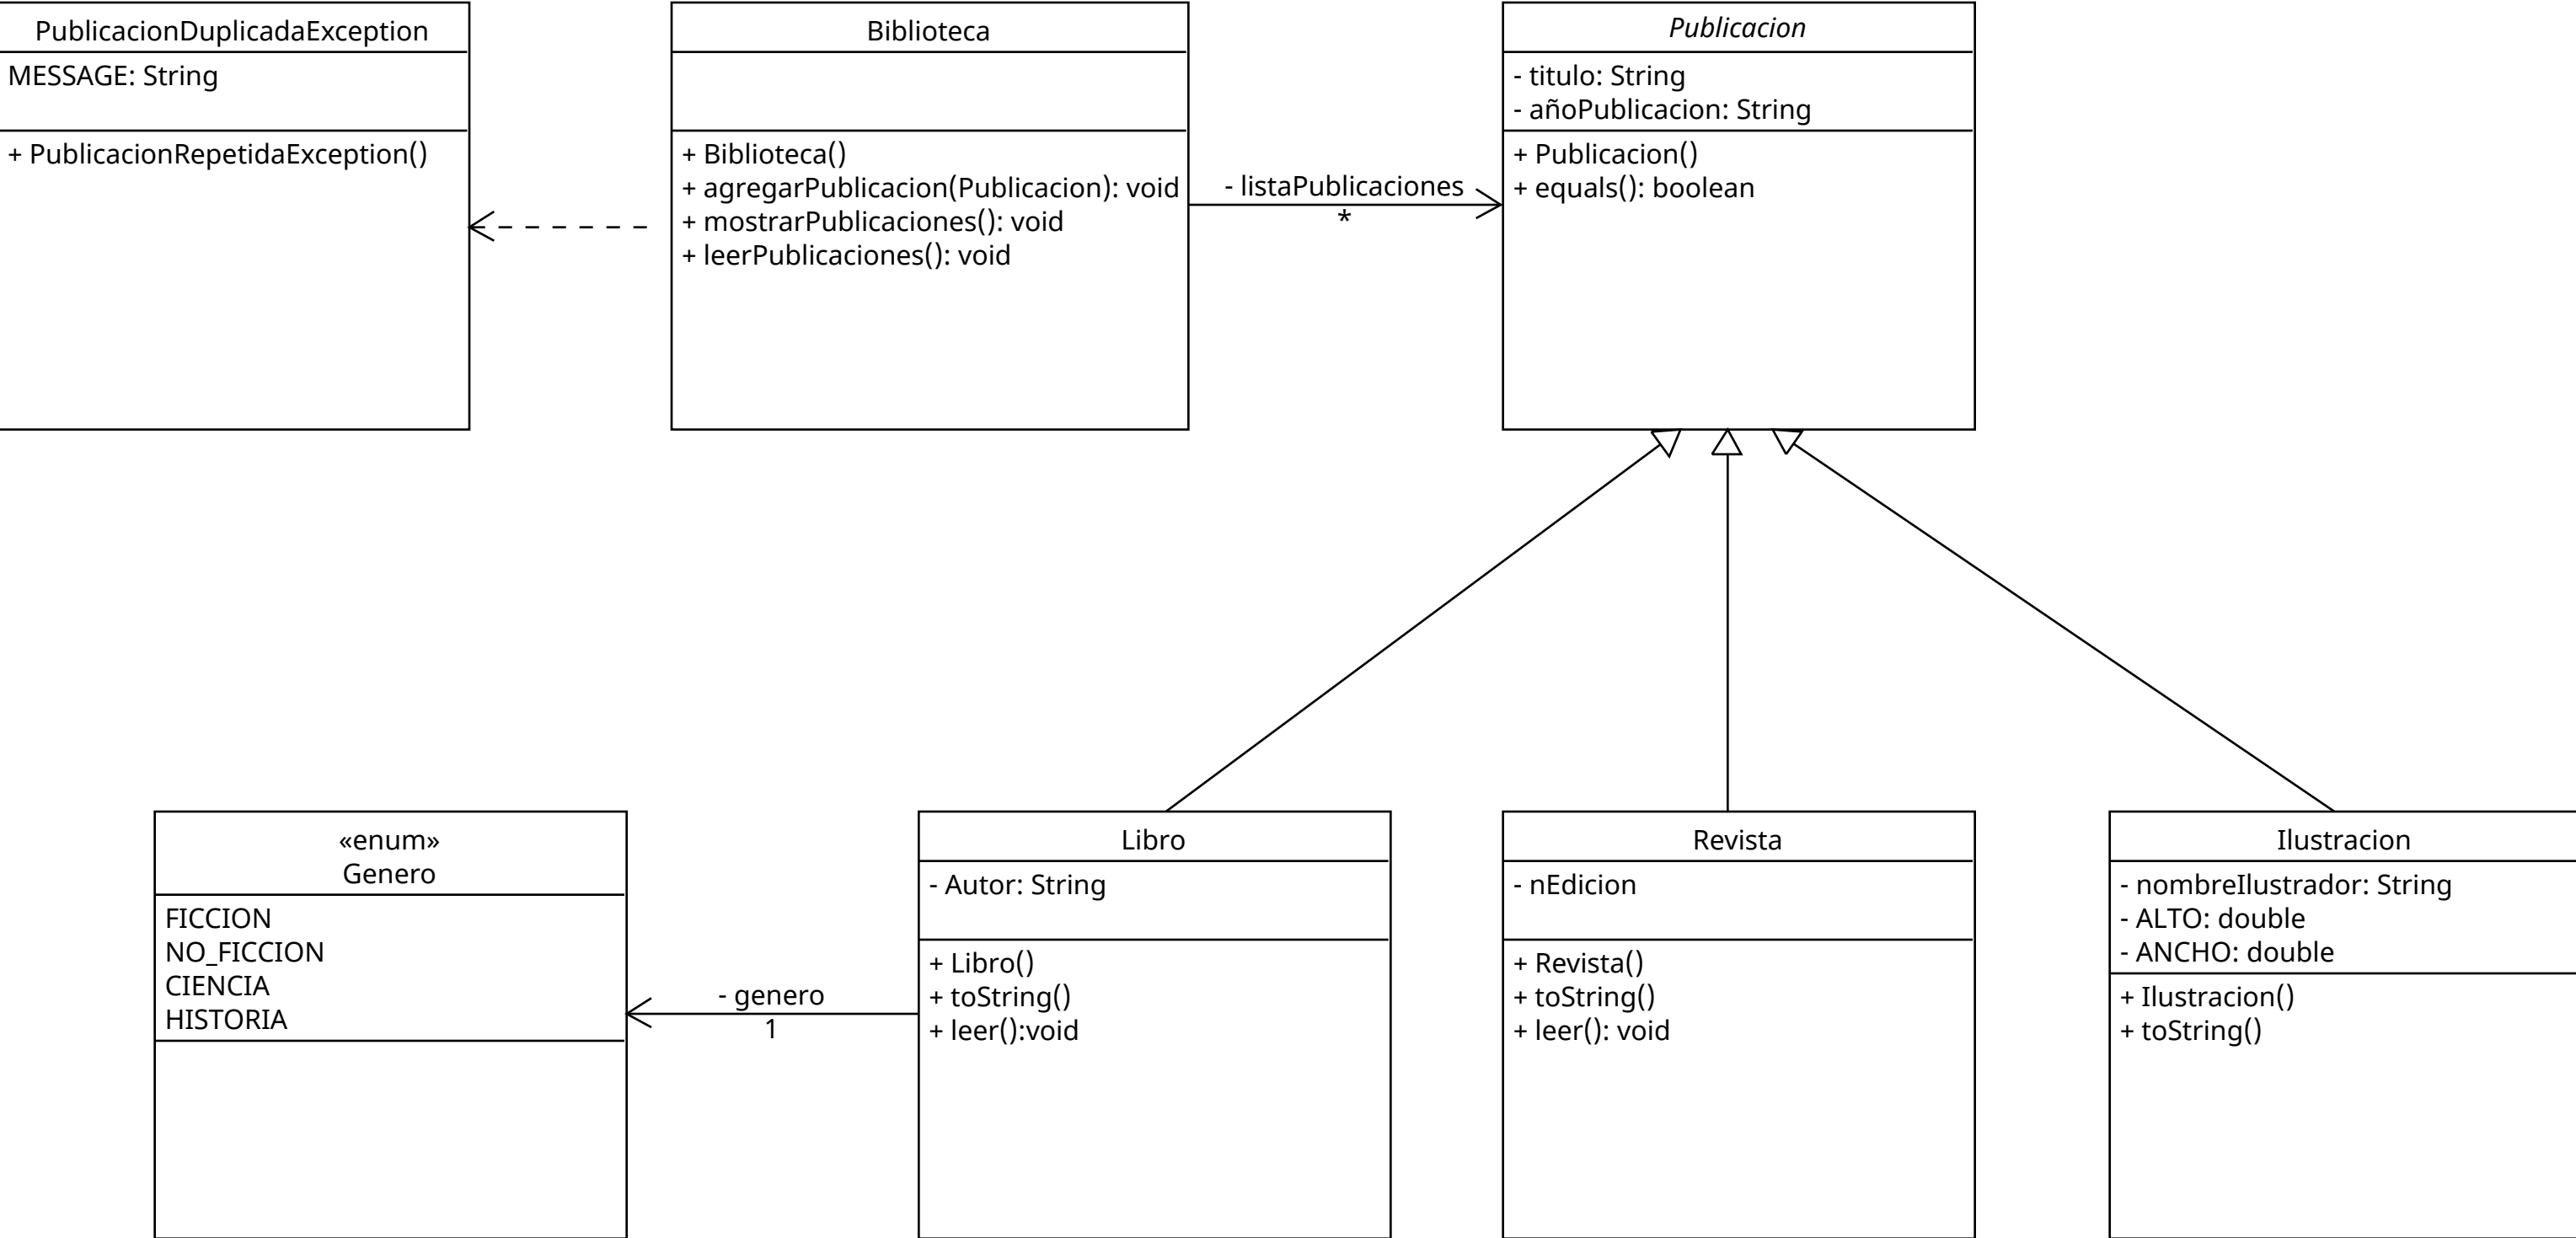 PublicacionDuplicadaException
MESSAGE: String
+ PublicacionRepetidaException()
Biblioteca
+ Biblioteca()
+ agregarPublicacion(Publicacion): void
+ mostrarPublicaciones(): void
+ leerPublicaciones(): void
- listaPublicaciones
*
Publicacion
- titulo: String
- añoPublicacion: String
+ Publicacion()
+ equals(): boolean
«enum»
Genero
FICCION
NO_FICCION
CIENCIA
HISTORIA
- genero
1
Libro
- Autor: String
+ Libro()
+ toString()
+ leer():void
Revista
- nEdicion
+ Revista()
+ toString()
+ leer(): void
Ilustracion
- nombreIlustrador: String
- ALTO: double
- ANCHO: double
+ Ilustracion()
+ toString()